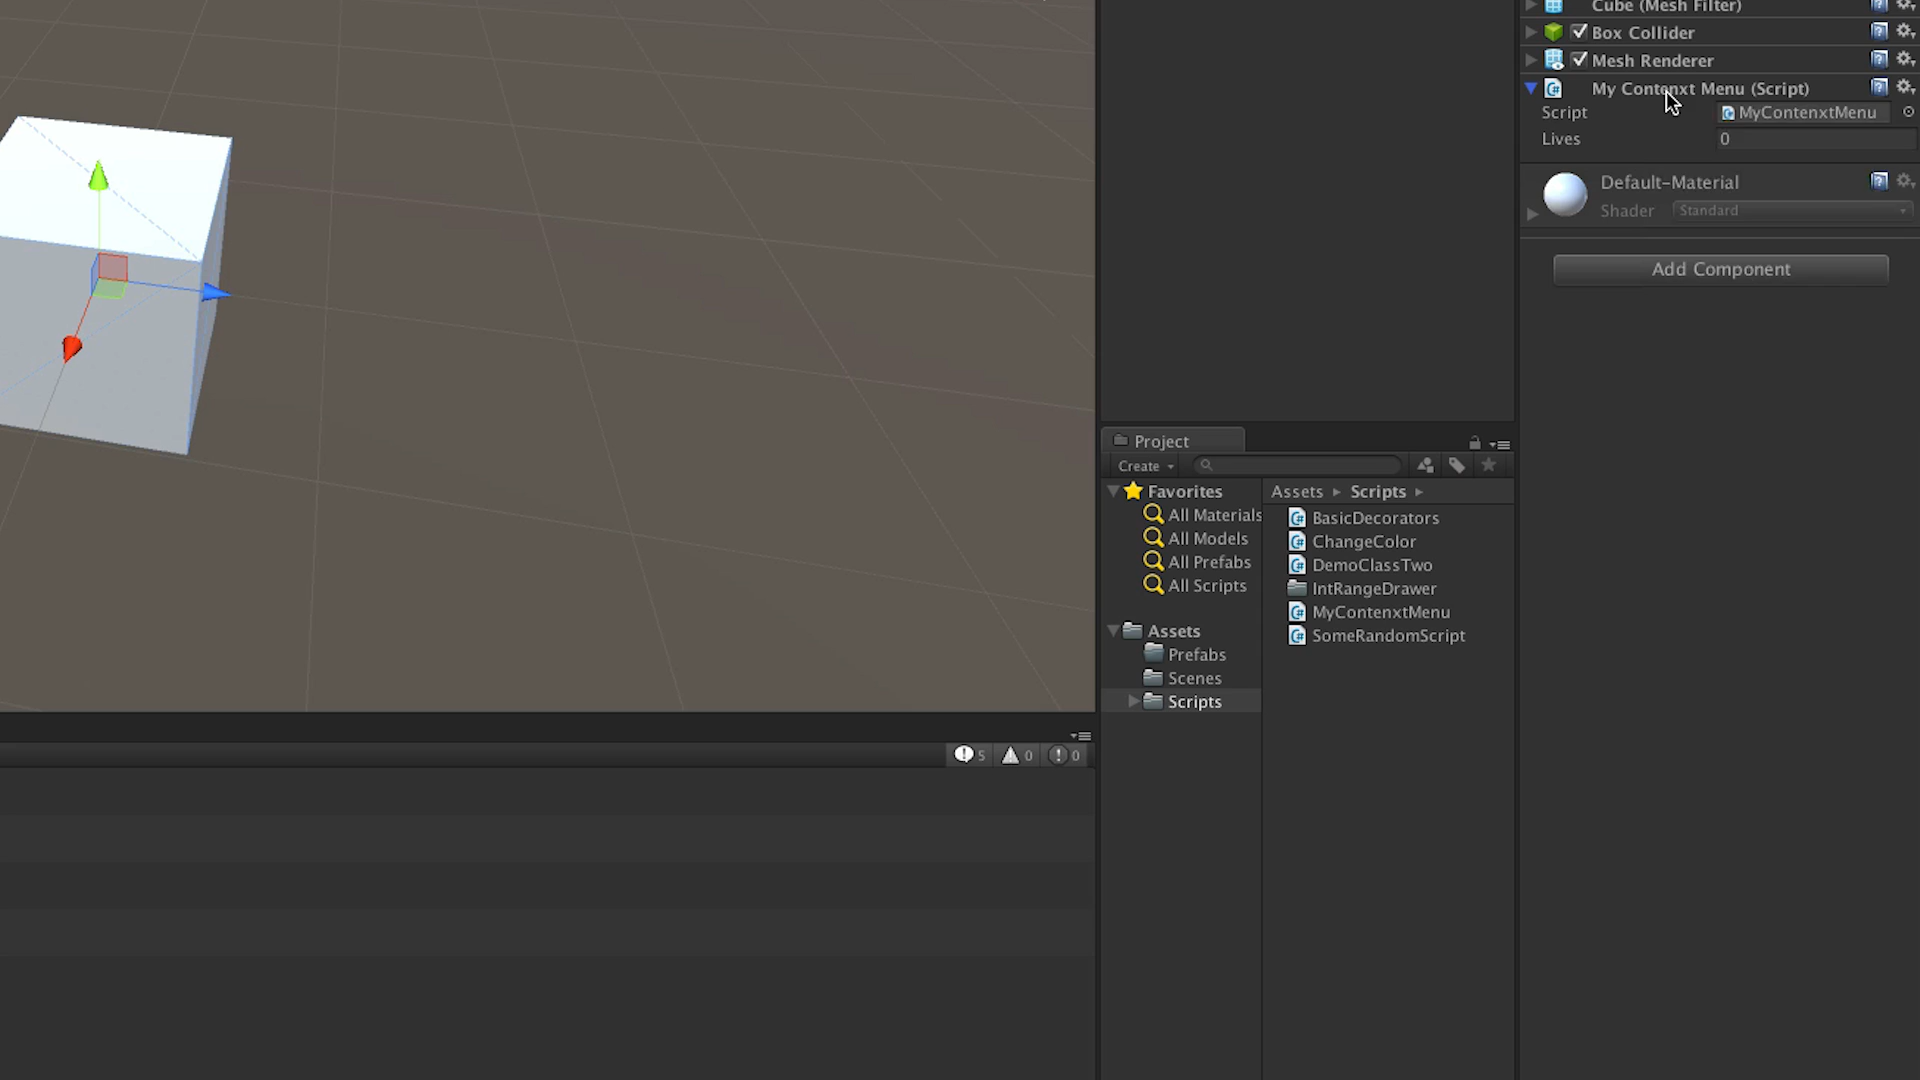 Cube (Mesh Filter)
Box Collider
Mesh Renderer
My Contenxt Menu (Script)
Script MyContenxtMenu
Lives 0
Default-Material
Shader Standard
Add Component
Project
Create
Favorites
All Materials
All Models
All Prefabs
All Scripts
Assets
Prefabs
Scenes
Scripts
Assets Scripts
BasicDecorators
ChangeColor
DemoClassTwo
IntRangeDrawer
MyContenxtMenu
SomeRandomScript
5 0 0